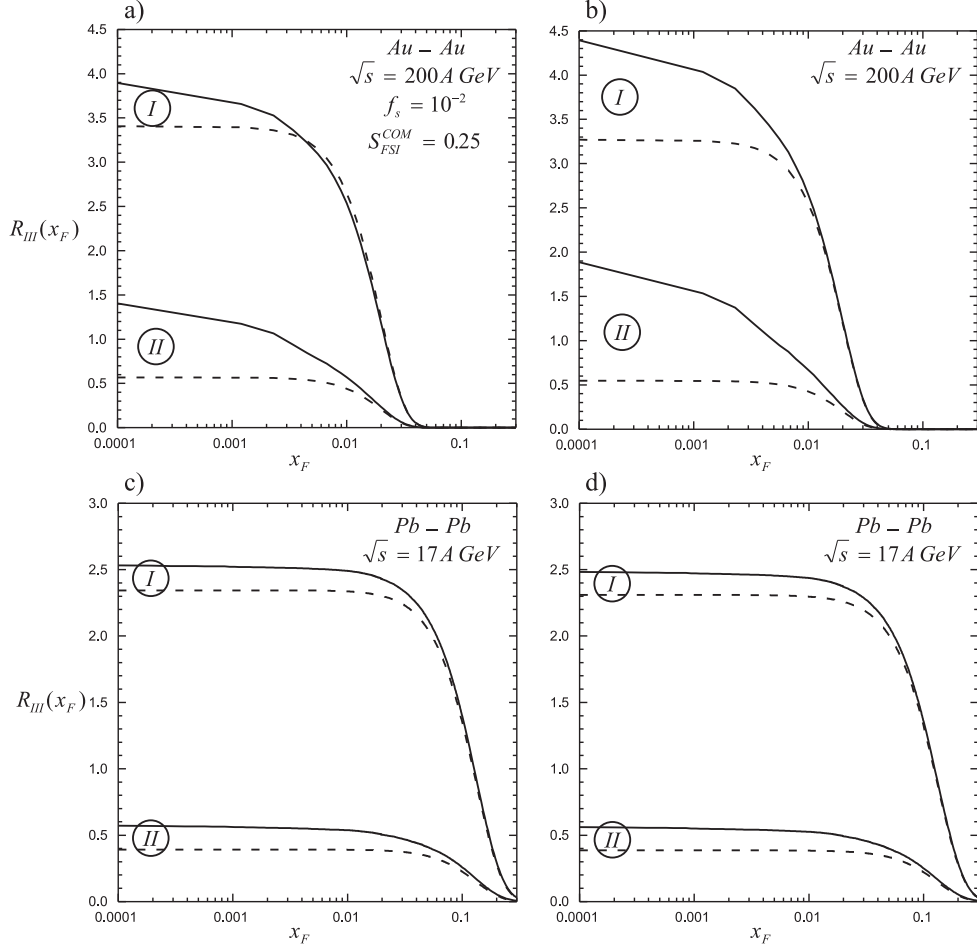 a)
Au – Au
√s = 200 A GeV
f_s = 10^-2
S_FSI^COM = 0.25
I
II
R_III(x_F)
4.5
4.0
3.5
3.0
2.5
2.0
1.5
1.0
0.5
0.0
0.0001
0.001
0.01
0.1
x_F
b)
Au – Au
√s = 200 A GeV
I
II
4.5
4.0
3.5
3.0
2.5
2.0
1.5
1.0
0.5
0.0
0.0001
0.001
0.01
0.1
x_F
c)
Pb – Pb
√s = 17 A GeV
I
II
R_III(x_F)
3.0
2.5
2.0
1.5
1.0
0.5
0.0
0.0001
0.001
0.01
0.1
x_F
d)
Pb – Pb
√s = 17 A GeV
I
II
3.0
2.5
2.0
1.5
1.0
0.5
0.0
0.0001
0.001
0.01
0.1
x_F